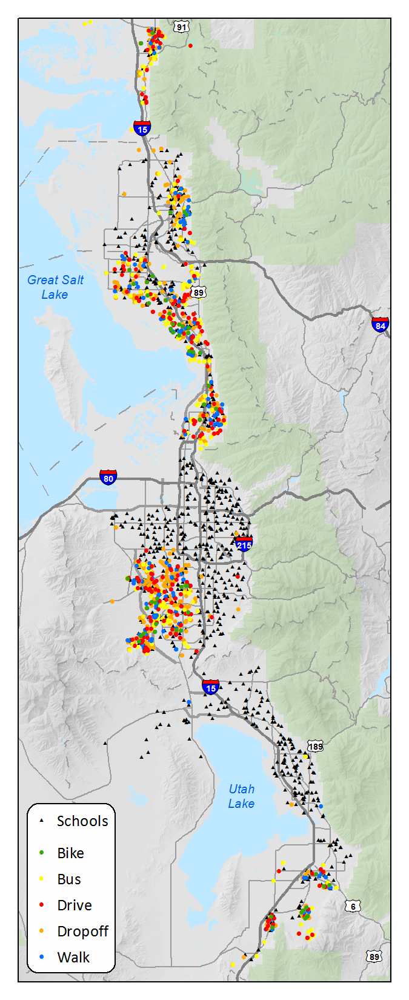 91
15
Great Salt
Lake
89
84
80
215
15
189
Utah
Lake
Schools
Bike
Bus
Drive
Dropoff
Walk
6
89